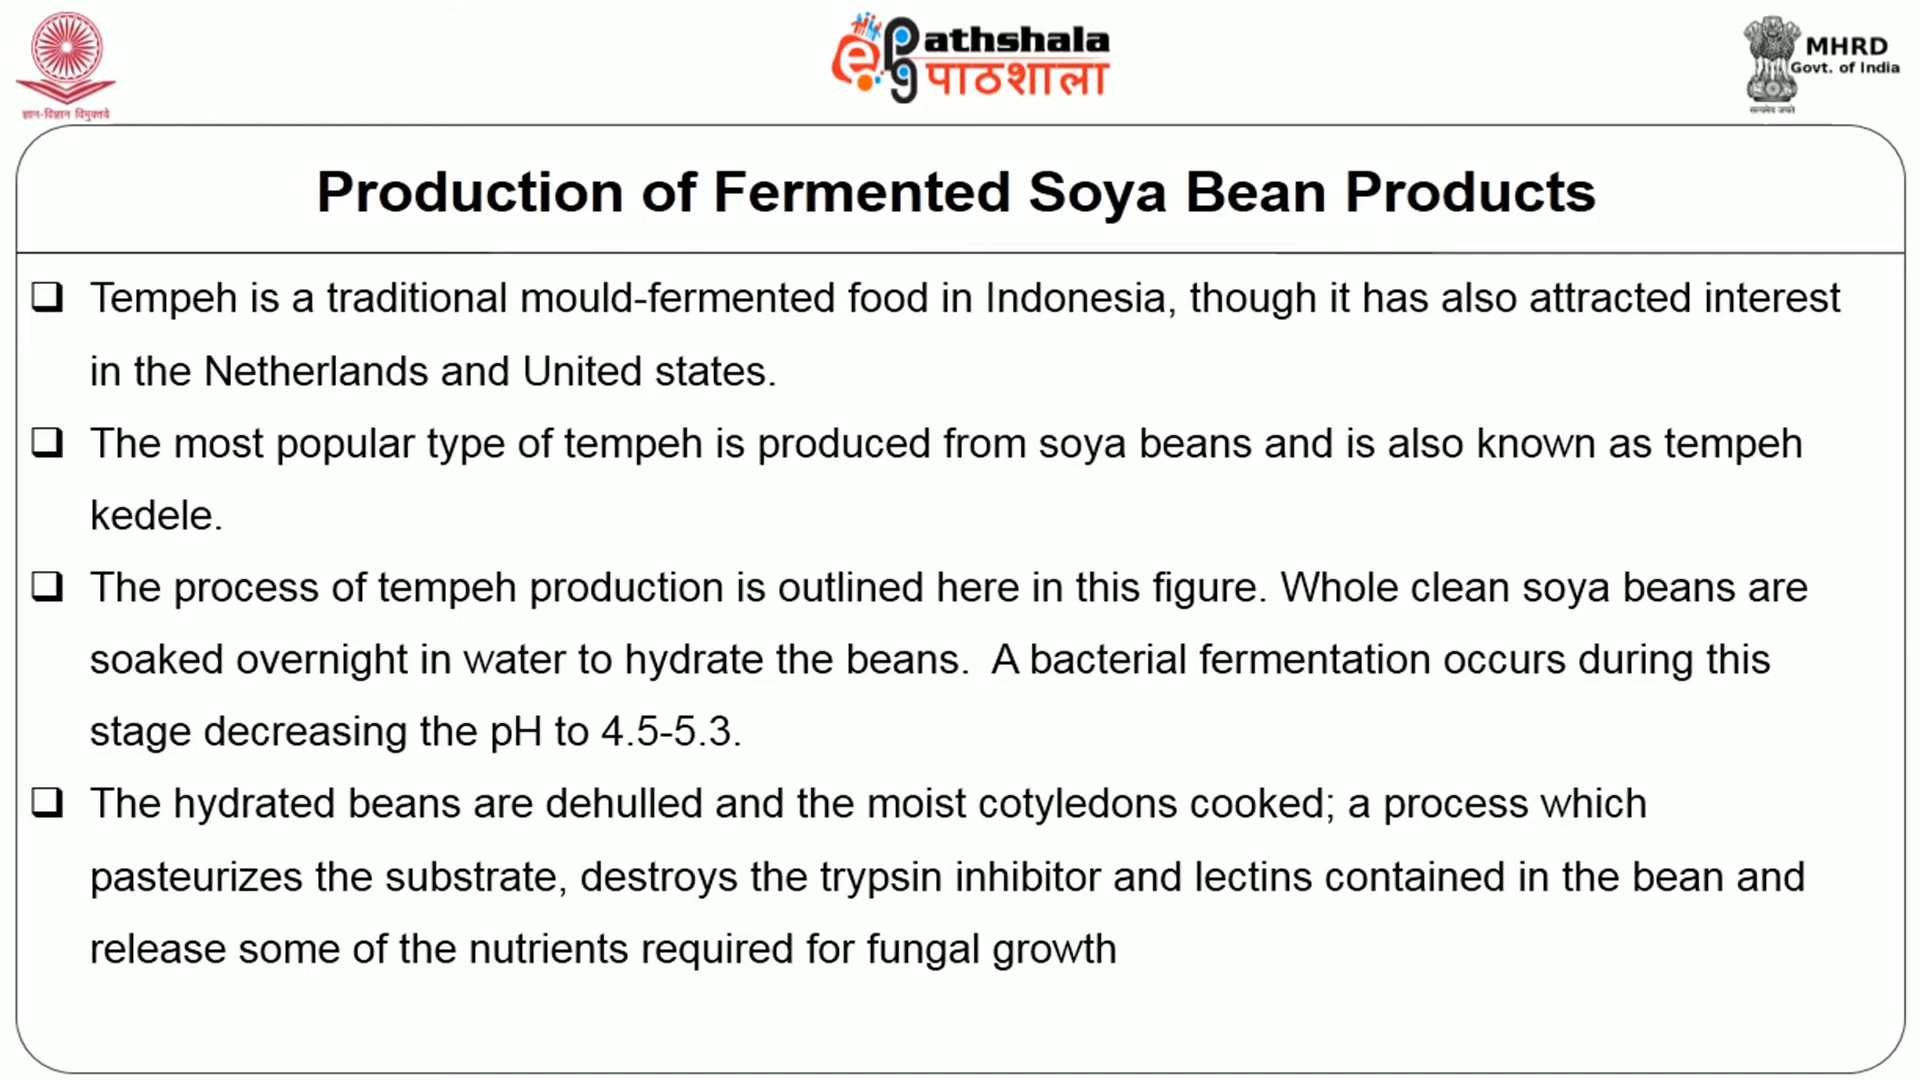 ज्ञान-विज्ञान विमुक्तये
e pg Pathshala
पाठशाला
MHRD
Govt. of India
सत्यमेव जयते
Production of Fermented Soya Bean Products
❑ Tempeh is a traditional mould-fermented food in Indonesia, though it has also attracted interest
in the Netherlands and United states.
❑ The most popular type of tempeh is produced from soya beans and is also known as tempeh
kedele.
❑ The process of tempeh production is outlined here in this figure. Whole clean soya beans are
soaked overnight in water to hydrate the beans.  A bacterial fermentation occurs during this
stage decreasing the pH to 4.5-5.3.
❑ The hydrated beans are dehulled and the moist cotyledons cooked; a process which
pasteurizes the substrate, destroys the trypsin inhibitor and lectins contained in the bean and
release some of the nutrients required for fungal growth